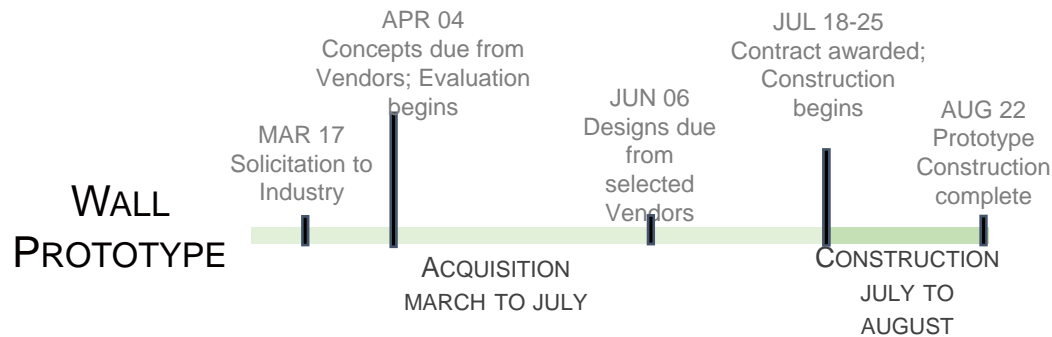 APR 04
Concepts due from
Vendors; Evaluation
begins
JUL 18-25
Contract awarded;
Construction
begins
MAR 17
Solicitation to
Industry
JUN 06
Designs due
from
selected
Vendors
AUG 22
Prototype
Construction
complete
WALL
PROTOTYPE
ACQUISITION
MARCH TO JULY
CONSTRUCTION
JULY TO
AUGUST